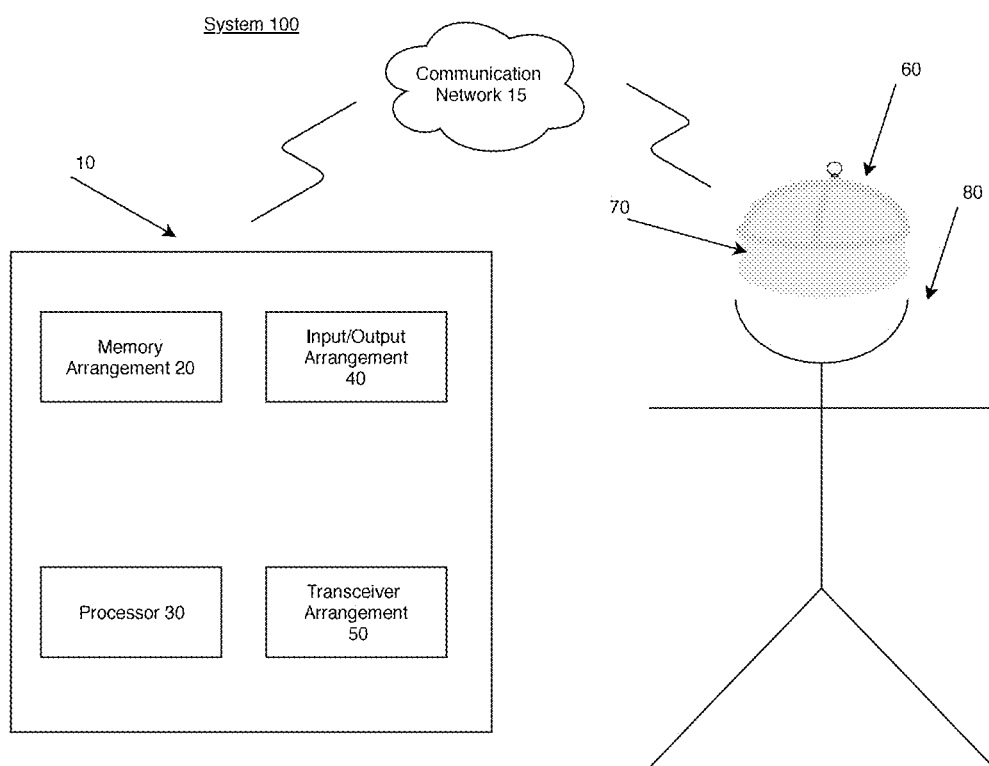 System 100
Communication
Network 15
60
10
80
70
Memory
Arrangement 20
Input/Output
Arrangement
40
Processor 30
Transceiver
Arrangement
50